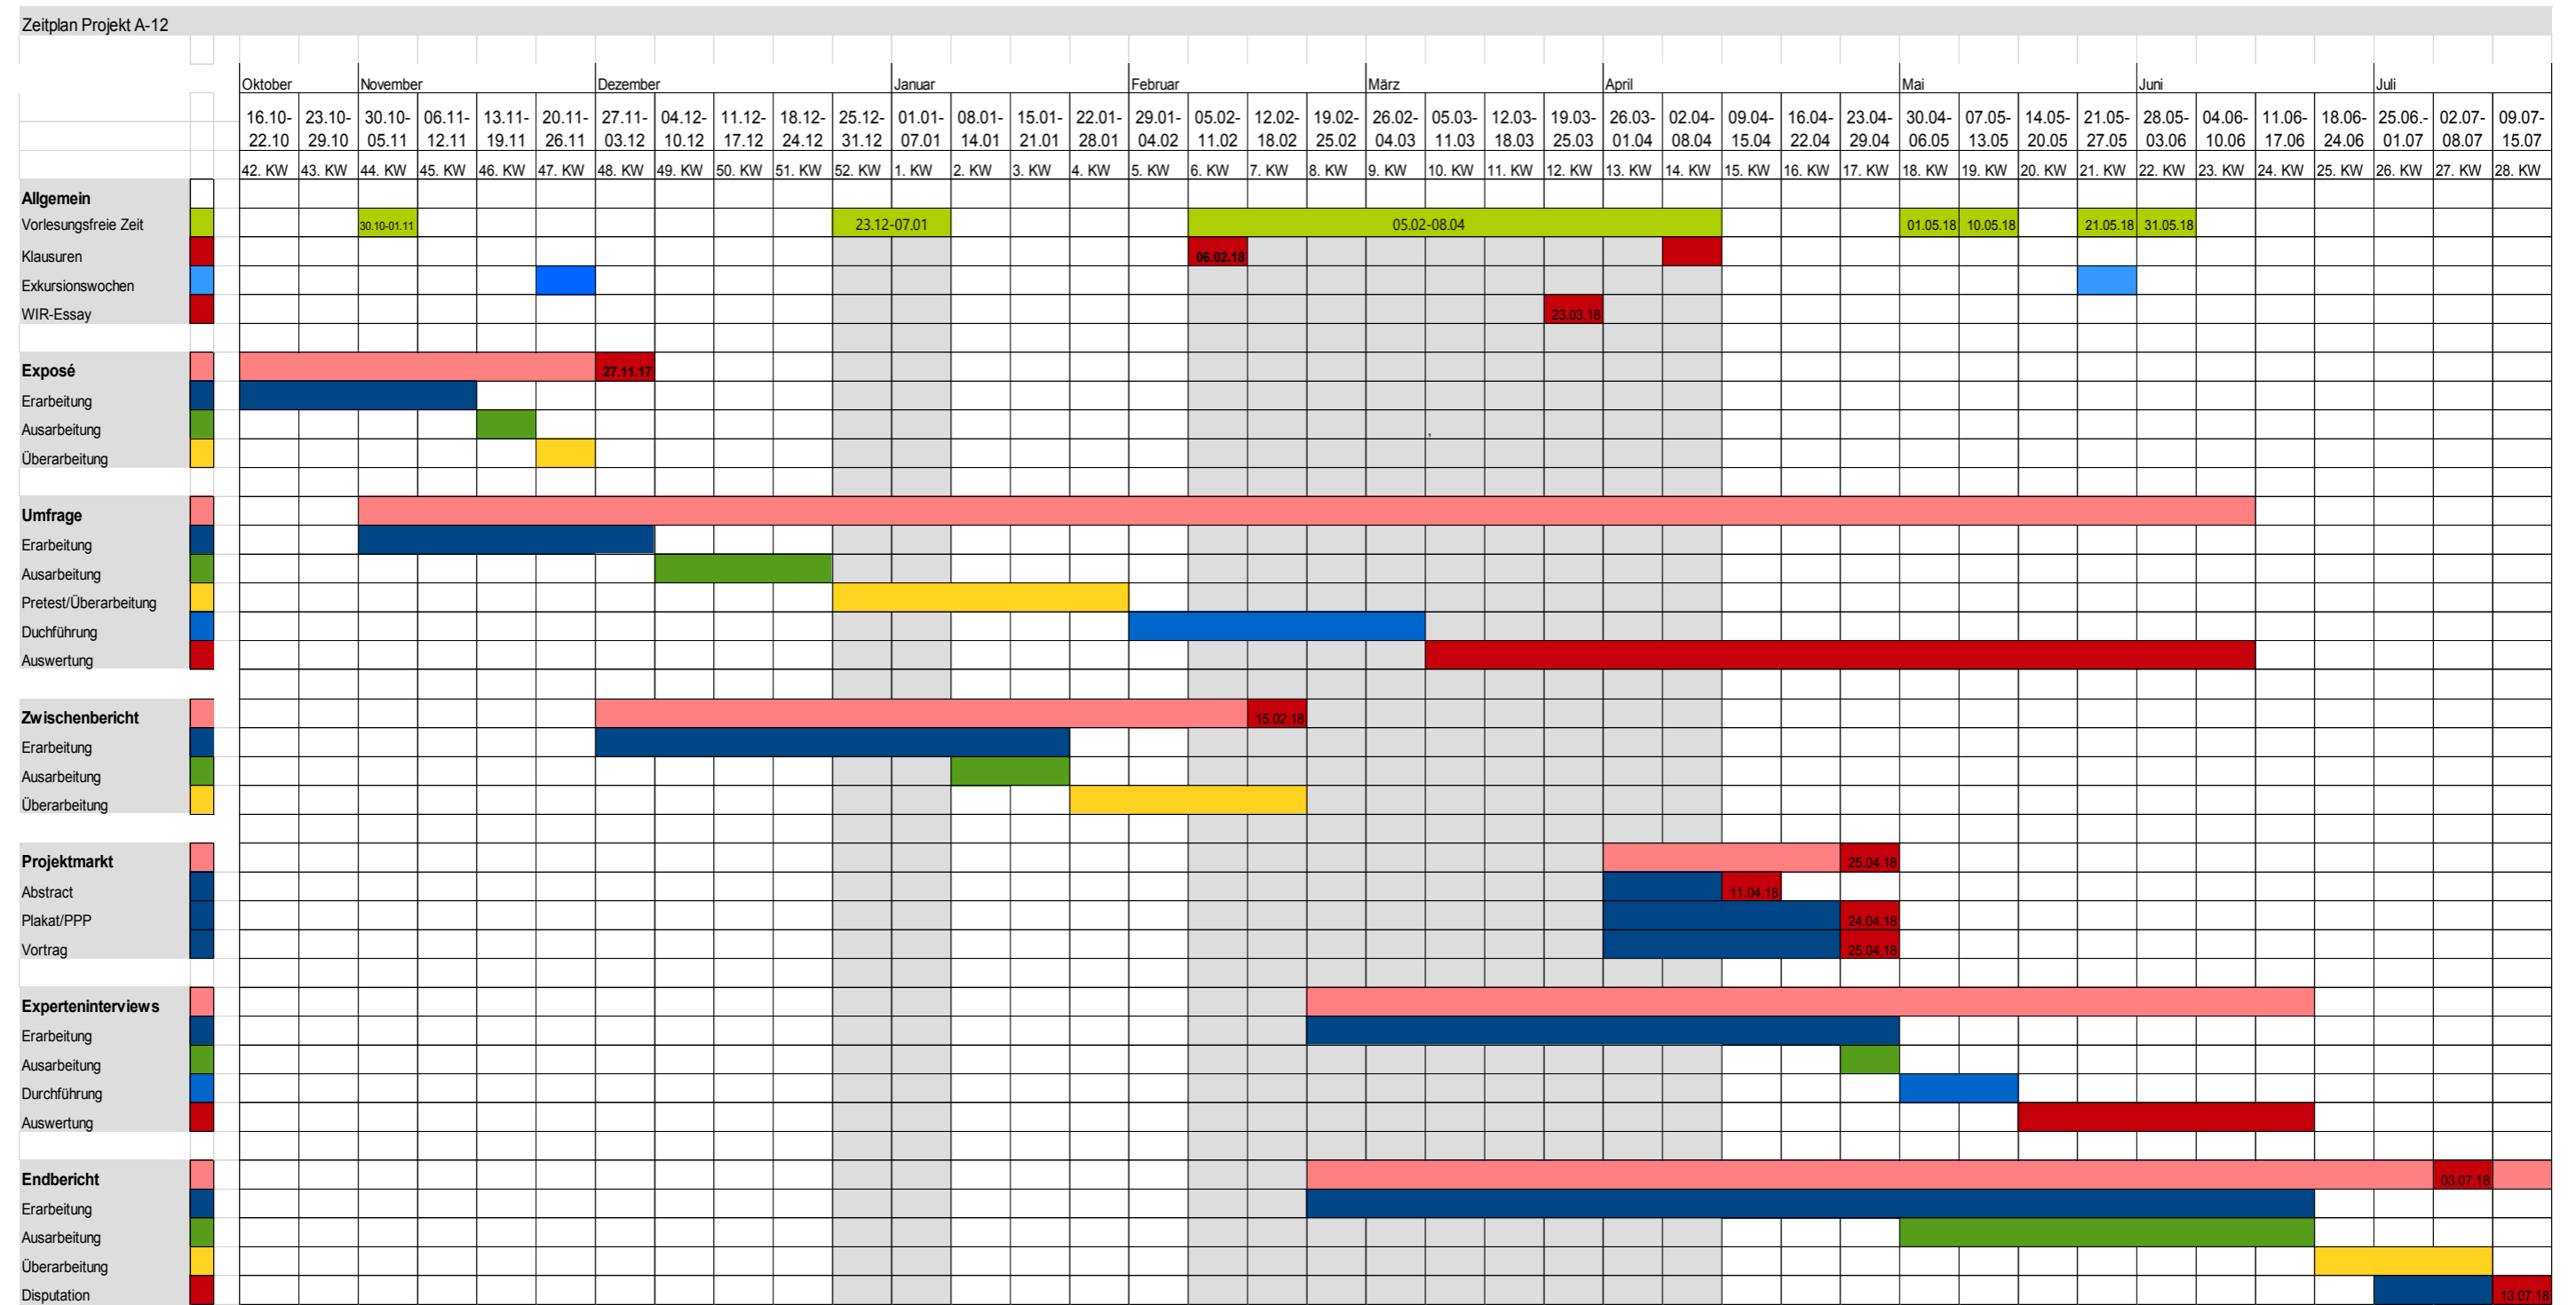 Zeitplan Projekt A-12
Oktober November Dezember Januar Februar März April Mai Juni Juli
16.10- 23.10- 30.10- 06.11- 13.11- 20.11- 27.11- 04.12- 11.12- 18.12- 25.12- 01.01- 08.01- 15.01- 22.01- 29.01- 05.02- 12.02- 19.02- 26.02- 05.03- 12.03- 19.03- 26.03- 02.04- 09.04- 16.04- 23.04- 30.04- 07.05- 14.05- 21.05- 28.05- 04.06- 11.06- 18.06- 25.06.- 02.07- 09.07-
22.10 29.10 05.11 12.11 19.11 26.11 03.12 10.12 17.12 24.12 31.12 07.01 14.01 21.01 28.01 04.02 11.02 18.02 25.02 04.03 11.03 18.03 25.03 01.04 08.04 15.04 22.04 29.04 06.05 13.05 20.05 27.05 03.06 10.06 17.06 24.06 01.07 08.07 15.07
42. KW 43. KW 44. KW 45. KW 46. KW 47. KW 48. KW 49. KW 50. KW 51. KW 52. KW 1. KW 2. KW 3. KW 4. KW 5. KW 6. KW 7. KW 8. KW 9. KW 10. KW 11. KW 12. KW 13. KW 14. KW 15. KW 16. KW 17. KW 18. KW 19. KW 20. KW 21. KW 22. KW 23. KW 24. KW 25. KW 26. KW 27. KW 28. KW
Allgemein
Vorlesungsfreie Zeit 30.10-01.11 23.12-07.01 05.02-08.04 01.05.18 10.05.18 21.05.18 31.05.18
Klausuren 06.02.18
Exkursionswochen
WIR-Essay 23.03.18
Exposé 27.11.17
Erarbeitung
Ausarbeitung ,
Überarbeitung
Umfrage
Erarbeitung
Ausarbeitung
Pretest/Überarbeitung
Duchführung
Auswertung
Zwischenbericht 15.02.18
Erarbeitung
Ausarbeitung
Überarbeitung
Projektmarkt 25.04.18
Abstract 11.04.18
Plakat/PPP 24.04.18
Vortrag 25.04.18
Experteninterviews
Erarbeitung
Ausarbeitung
Durchführung
Auswertung
Endbericht 03.07.18
Erarbeitung
Ausarbeitung
Überarbeitung
Disputation 13.07.18